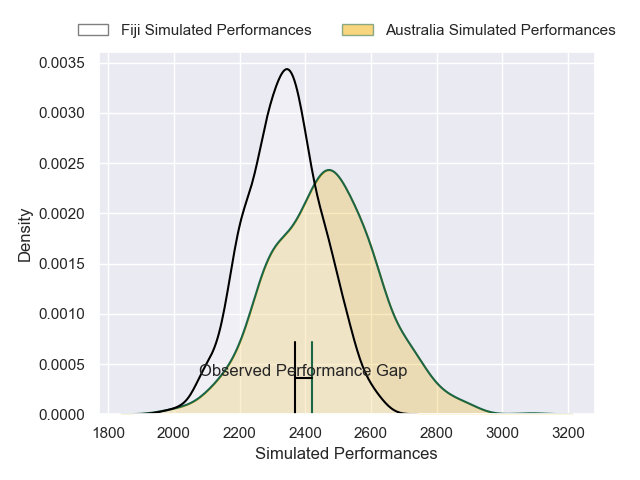 Fiji Simulated Performances
Australia Simulated Performances
0.0035
0.0030
0.0025
0.0020
0.0015
0.0010
0.0005
0.0000
Density
Observed Performance Gap
1800 2000 2200 2400 2600 2800 3000 3200
Simulated Performances